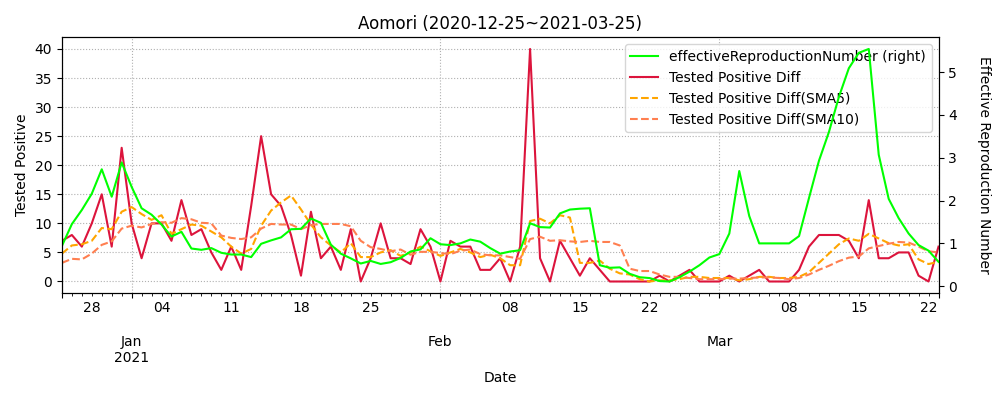 Aomori (2020-12-25~2021-03-25)
effectiveReproductionNumber (right)
Tested Positive Diff
Tested Positive Diff(SMA5)
Tested Positive Diff(SMA10)
Tested Positive
40
35
30
25
20
15
10
5
0
Effective Reproduction Number
5
4
3
2
1
0
28 04 11 18 25 08 15 22 08 15 22
Jan Feb Mar
2021
Date